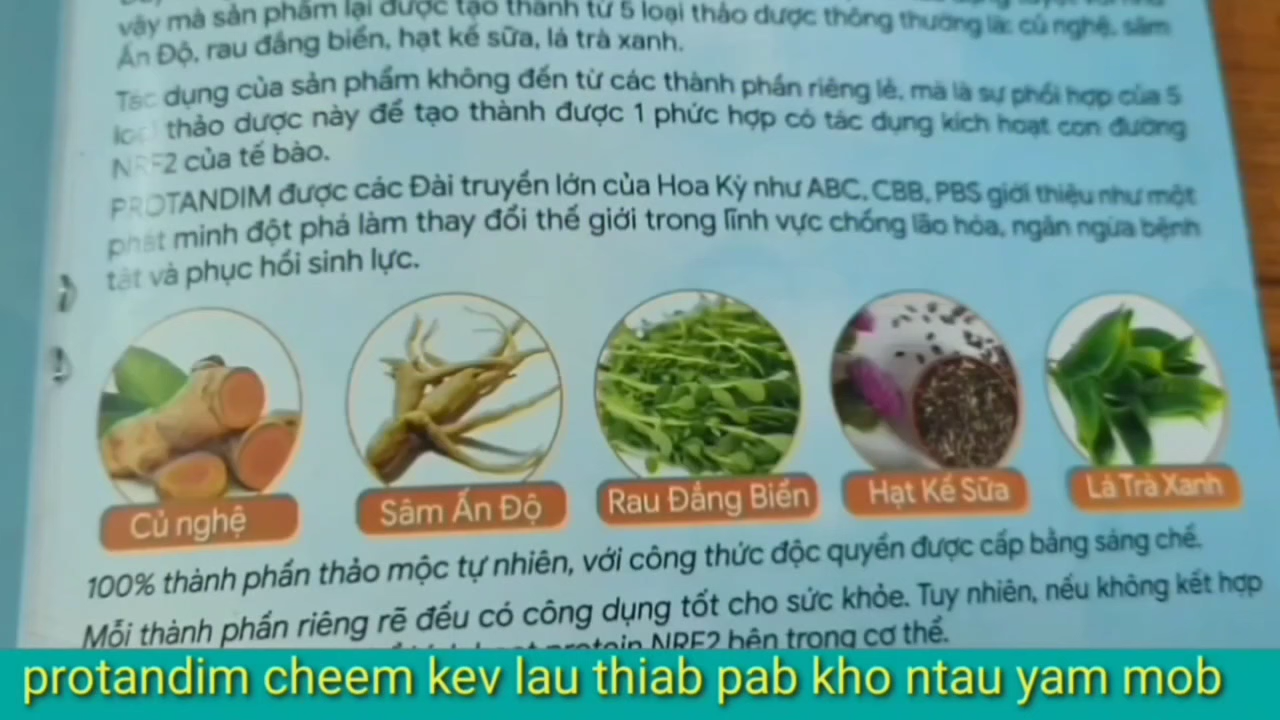 vậy mà sản phẩm lại được tạo thành từ 5 loại thảo dược thông thường là: củ nghệ, sâm
Ấn Độ, rau đắng biển, hạt kế sữa, lá trà xanh.
Tác dụng của sản phẩm không đến từ các thành phần riêng lẻ, mà là sự phối hợp của 5
loại thảo dược này để tạo thành được 1 phức hợp có tác dụng kích hoạt con đường
NRF2 của tế bào.
PROTANDIM được các Đài truyền lớn của Hoa Kỳ như ABC, CBB, PBS giới thiệu như một
phát minh đột phá làm thay đổi thế giới trong lĩnh vực chống lão hóa, ngăn ngừa bệnh
tật và phục hồi sinh lực.
Củ nghệ
Sâm Ấn Độ
Rau Đắng Biển
Hạt Kế Sữa
Lá Trà Xanh
100% thành phần thảo mộc tự nhiên, với công thức độc quyền được cấp bằng sáng chế.
Mỗi thành phần riêng rẽ đều có công dụng tốt cho sức khỏe. Tuy nhiên, nếu không kết hợp
protein NRF2 bên trong cơ thể.
protandim cheem kev lau thiab pab kho ntau yam mob